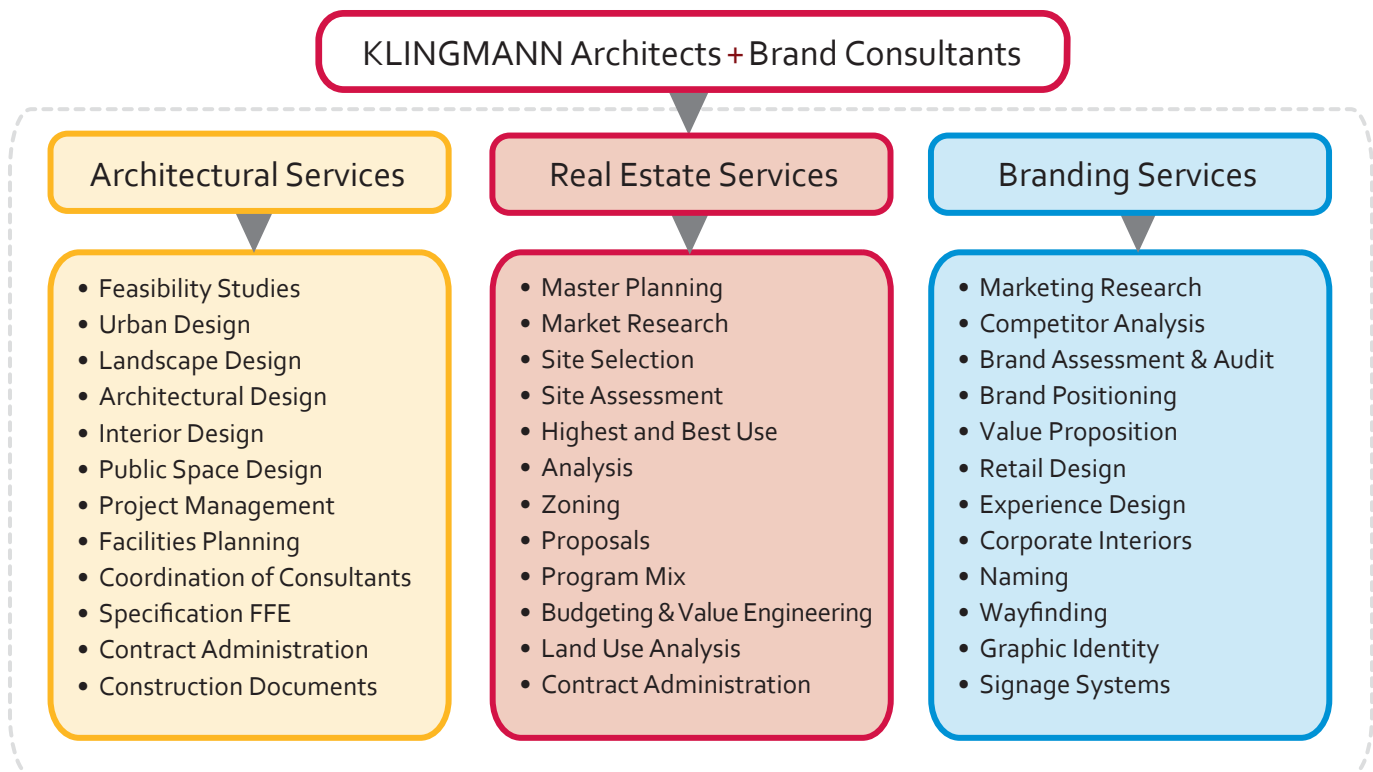 KLINGMANN Architects + Brand Consultants
Architectural Services
• Feasibility Studies
• Urban Design
• Landscape Design
• Architectural Design
• Interior Design
• Public Space Design
• Project Management
• Facilities Planning
• Coordination of Consultants
• Specification FFE
• Contract Administration
• Construction Documents
Real Estate Services
• Master Planning
• Market Research
• Site Selection
• Site Assessment
• Highest and Best Use
• Analysis
• Zoning
• Proposals
• Program Mix
• Budgeting & Value Engineering
• Land Use Analysis
• Contract Administration
Branding Services
• Marketing Research
• Competitor Analysis
• Brand Assessment & Audit
• Brand Positioning
• Value Proposition
• Retail Design
• Experience Design
• Corporate Interiors
• Naming
• Wayfinding
• Graphic Identity
• Signage Systems